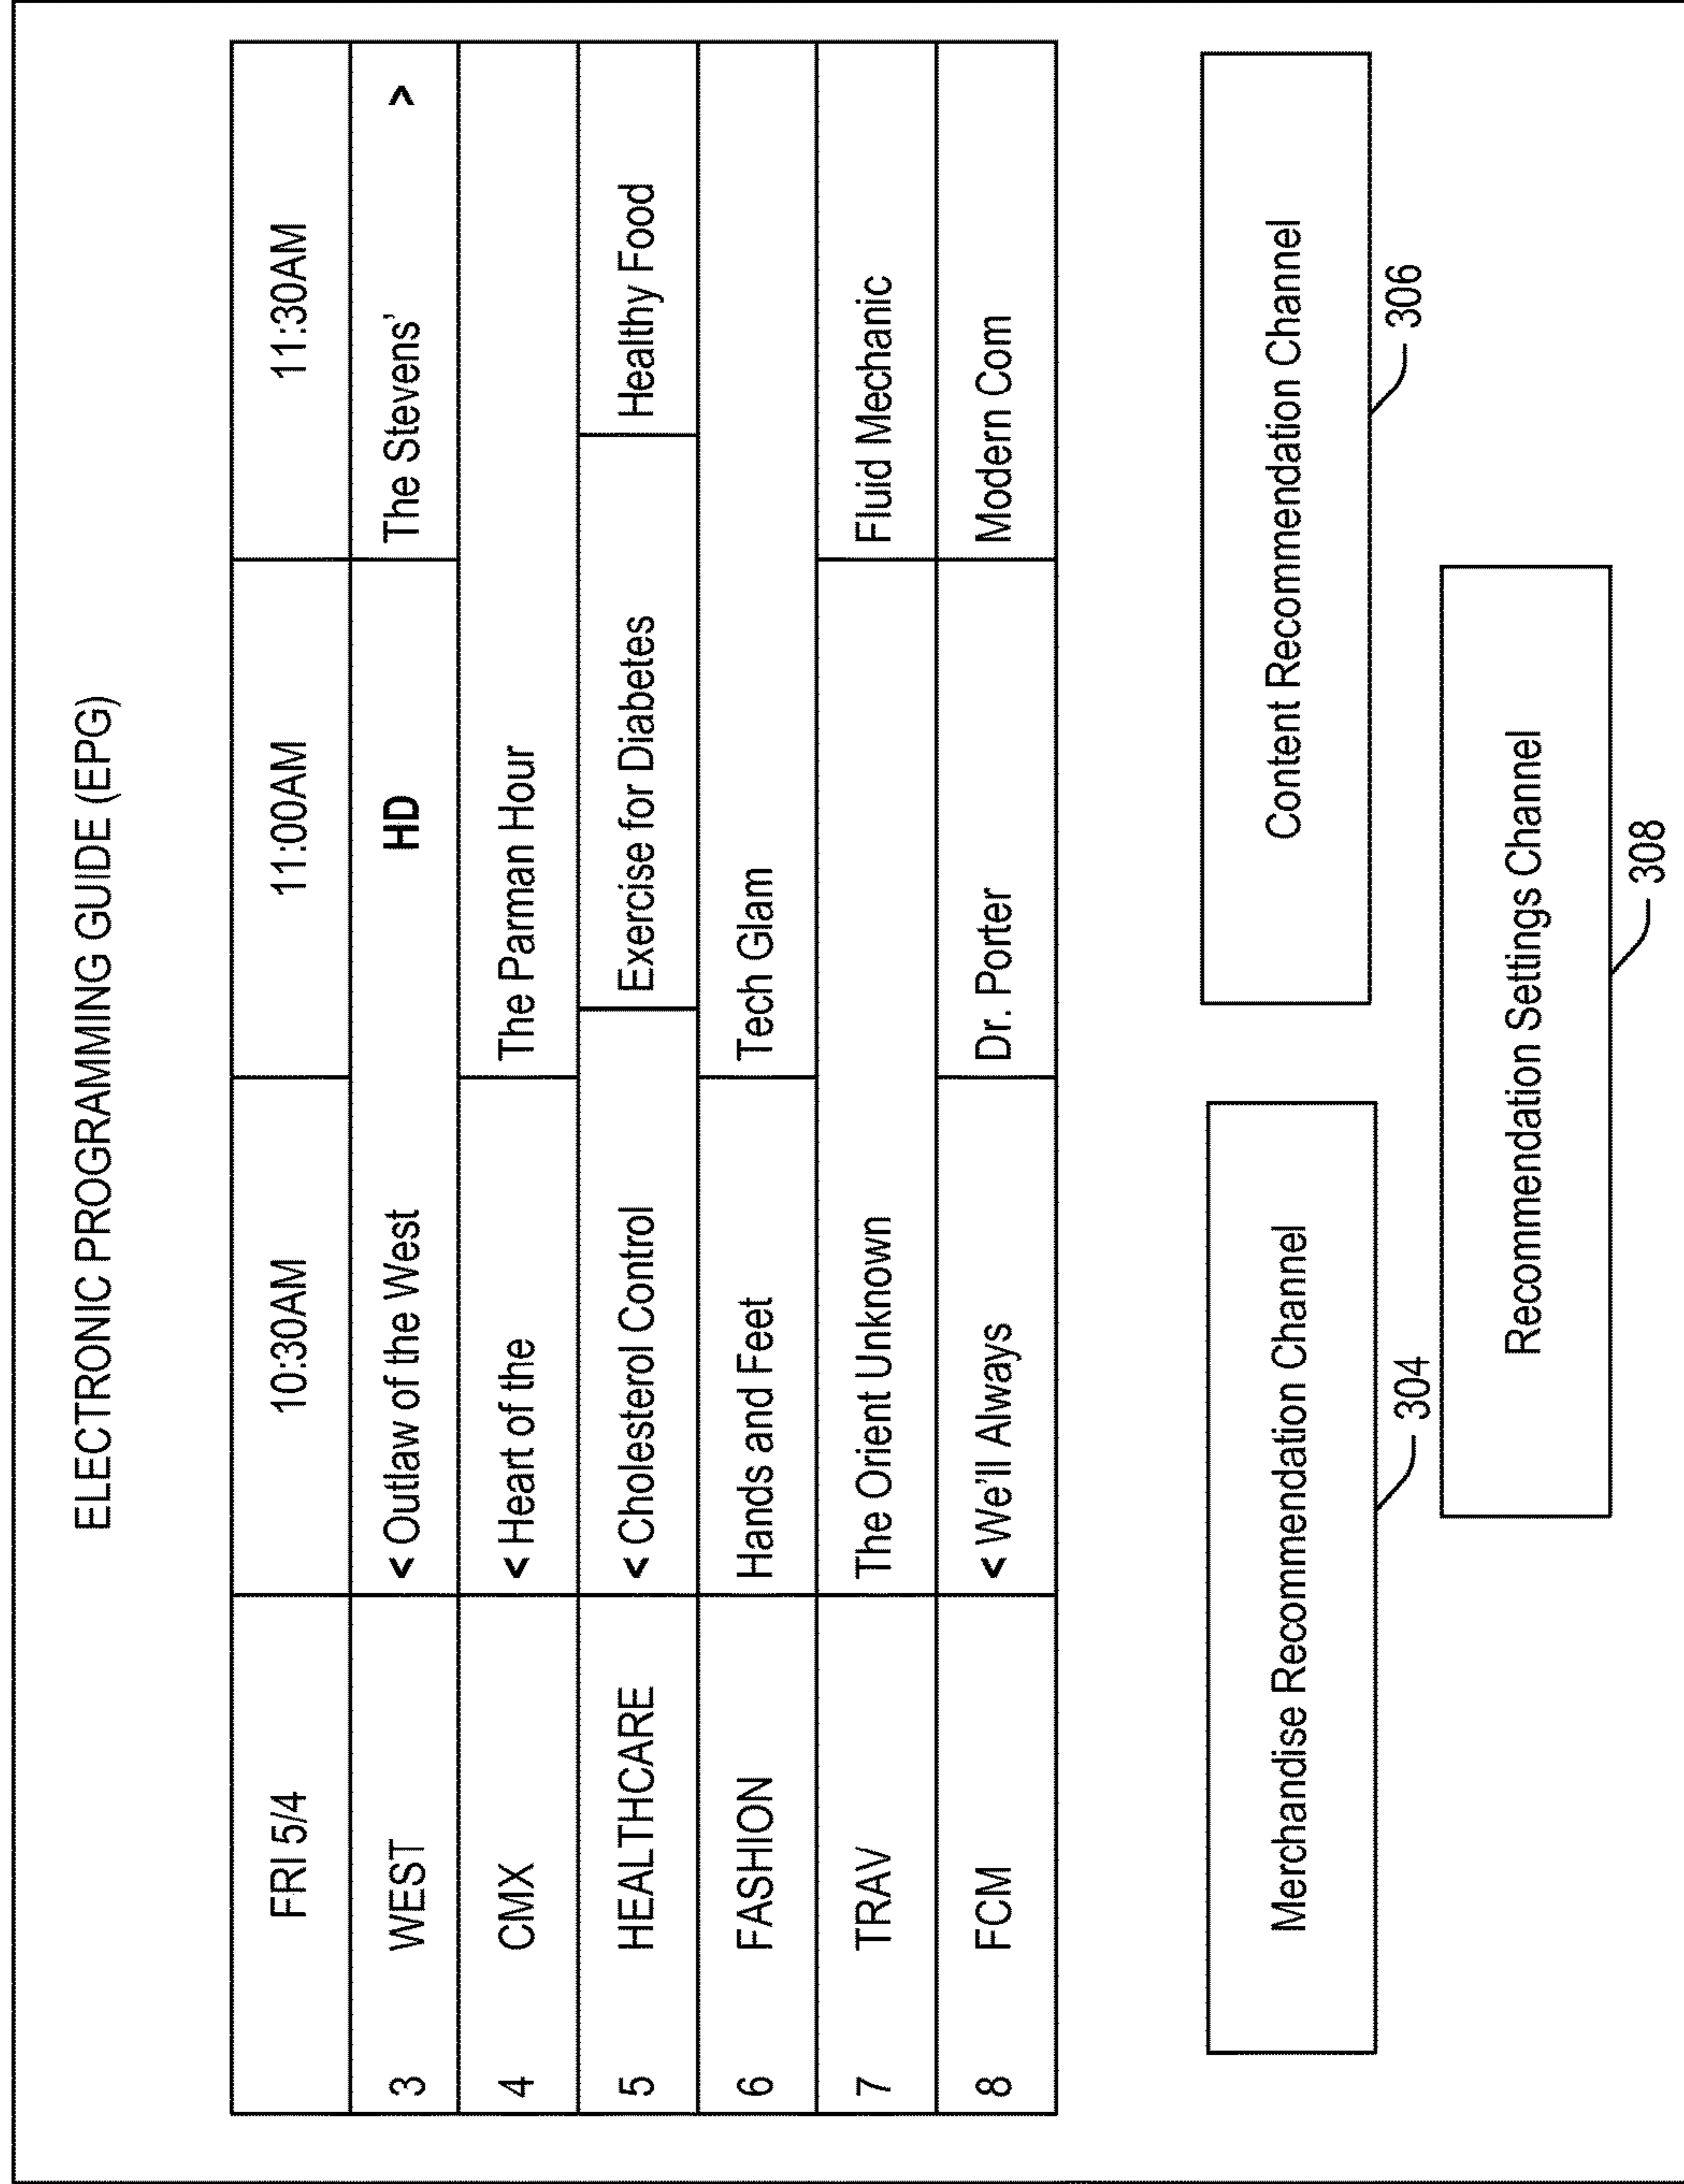 ELECTRONIC PROGRAMMING GUIDE (EPG)
FRI 5/4 10:30AM 11:00AM 11:30AM
3 WEST < Outlaw of the West HD The Stevens' >
4 CMX < Heart of the The Parman Hour
5 HEALTHCARE < Cholesterol Control Exercise for Diabetes Healthy Food
6 FASHION Hands and Feet Tech Glam
7 TRAV The Orient Unknown Fluid Mechanic
8 FCM < We'll Always Dr. Porter Modern Com
Merchandise Recommendation Channel Content Recommendation Channel
304 306
Recommendation Settings Channel
308